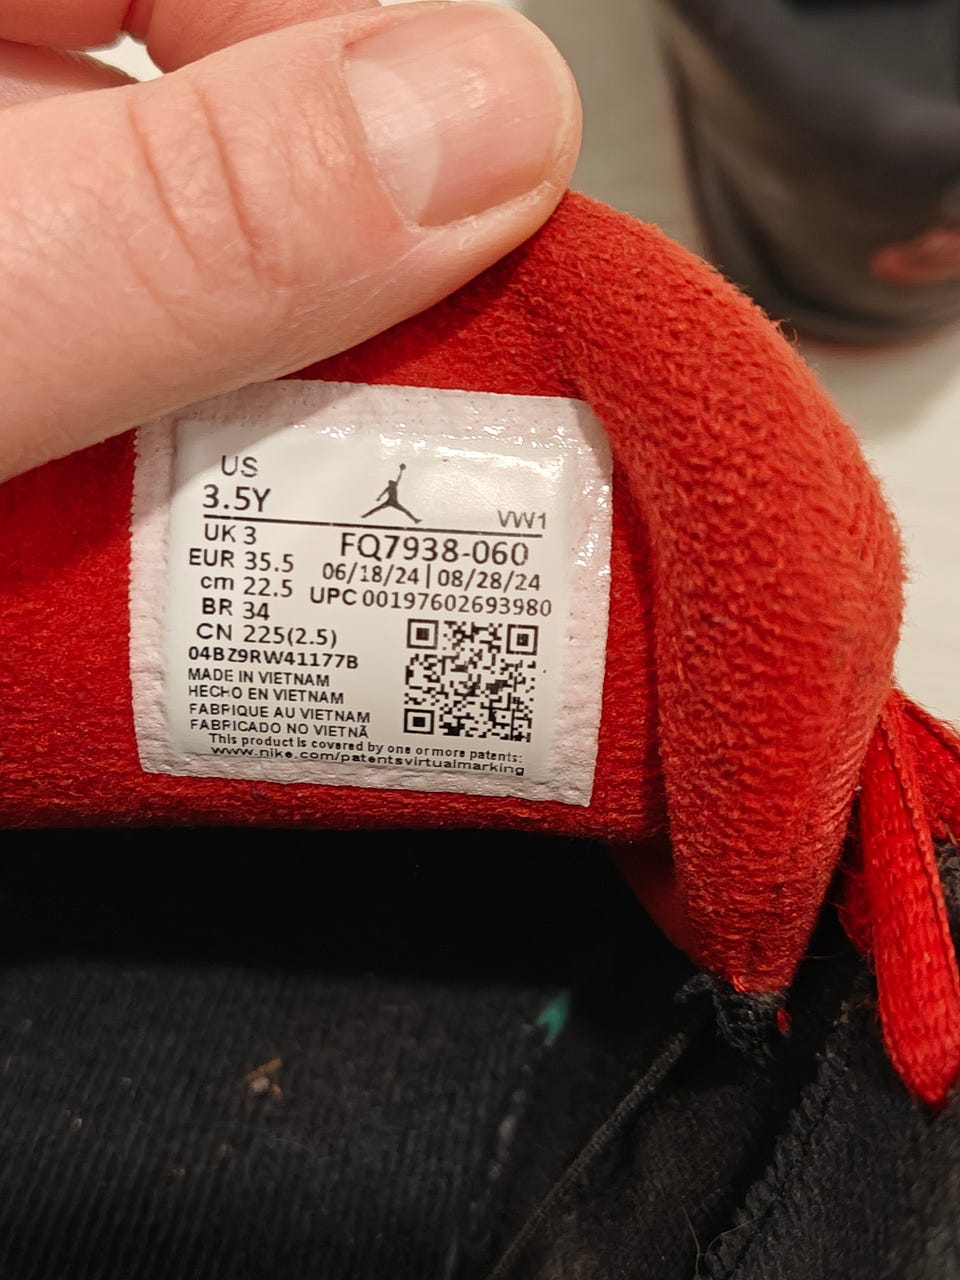 US
3.5Y
VW1
UK 3
FQ7938-060
EUR 35.5
06/18/24 | 08/28/24
cm 22.5
UPC 00197602693980
BR 34
CN 225(2.5)
04BZ9RW41177B
MADE IN VIETNAM
HECHO EN VIETNAM
FABRIQUE AU VIETNAM
FABRICADO NO VIETNÃ
This product is covered by one or more patents:
www.nike.com/patentsvirtualmarking